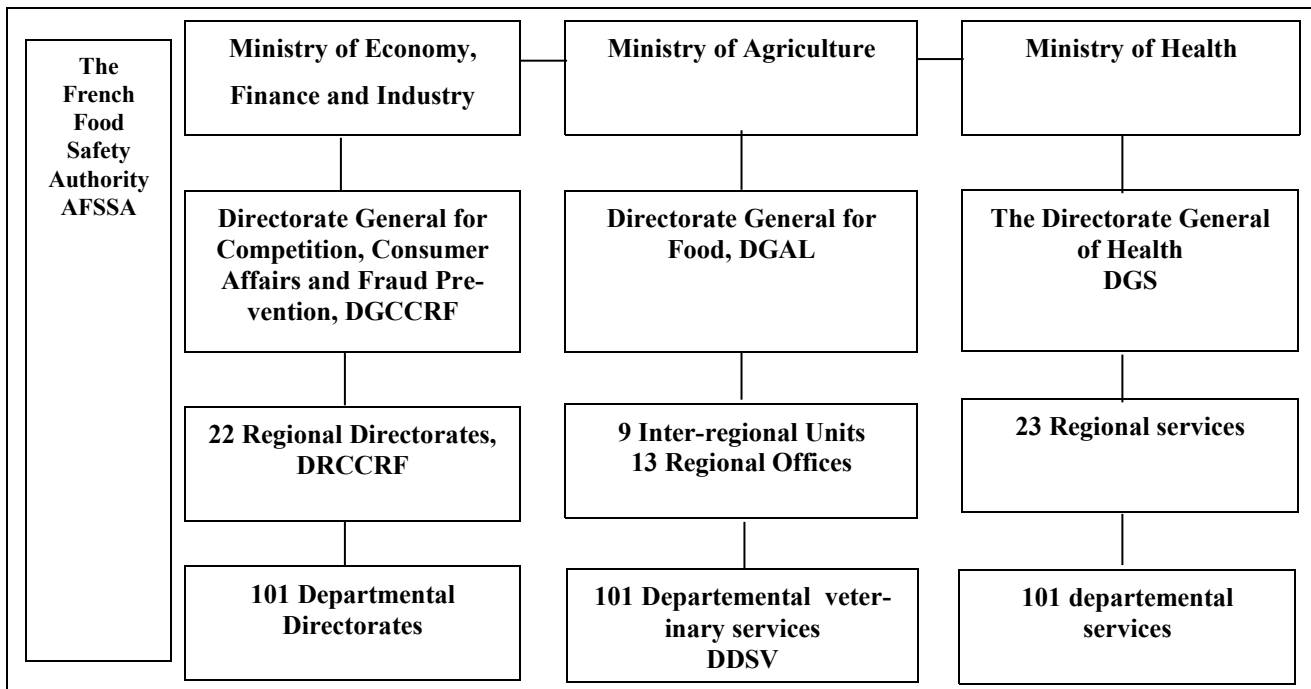 The
French
Food
Safety
Authority
AFSSA
Ministry of Economy,
Finance and Industry
Ministry of Agriculture
Ministry of Health
Directorate General for
Competition, Consumer
Affairs and Fraud Pre-
vention, DGCCRF
Directorate General for
Food, DGAL
The Directorate General
of Health
DGS
22 Regional Directorates,
DRCCRF
9 Inter-regional Units
13 Regional Offices
23 Regional services
101 Departmental
Directorates
101 Departemental veter-
inary services
DDSV
101 departemental
services